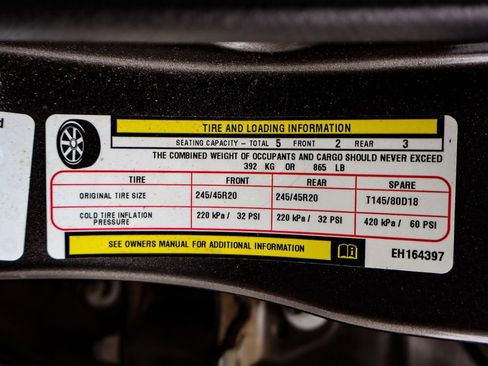 d
TIRE AND LOADING INFORMATION
SEATING CAPACITY - TOTAL 5 FRONT 2 REAR 3
THE COMBINED WEIGHT OF OCCUPANTS AND CARGO SHOULD NEVER EXCEED
392 KG OR 865 LB
TIRE FRONT REAR SPARE
ORIGINAL TIRE SIZE 245/45R20 245/45R20 T145/80D18
COLD TIRE INFLATION PRESSURE 220 kPa / 32 PSI 220 kPa / 32 PSI 420 kPa / 60 PSI
SEE OWNERS MANUAL FOR ADDITIONAL INFORMATION
EH164397